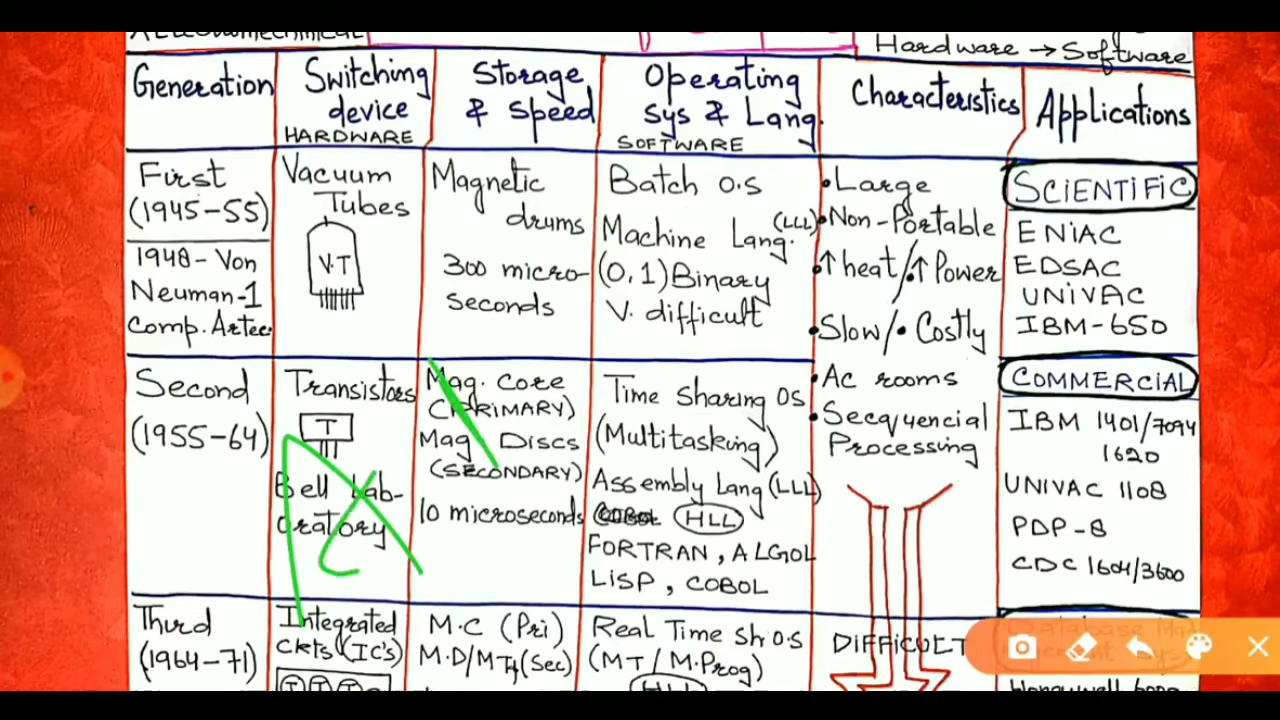 Hardware → Software
Generation
Switching
device
HARDWARE
Storage
& Speed
Operating
sys & Lang.
SOFTWARE
Characteristics
Applications
First
(1945-55)
1948- Von
Neuman-1
Comp. Artec
Vacuum
Tubes
V.T
Magnetic
drums
300 micro-
seconds
Batch O.S
Machine Lang. (LLL)
(0,1) Binary
V. difficult
•Large
•Non-Portable
•↑heat/•↑Power
•Slow/•Costly
•Ac rooms
•Secquencial
Processing
SCIENTIFIC
ENIAC
EDSAC
UNIVAC
IBM-650
Second
(1955-64)
Transistors
T
Bell Lab-
oratory
Mag. core
(PRIMARY)
Mag. Discs
(SECONDARY)
10 microseconds
Time sharing OS
(Multitasking)
Assembly Lang (LLL)
HLL
FORTRAN, ALGOL
LISP, COBOL
COMMERCIAL
IBM 1401/7094
1620
UNIVAC 1108
PDP-8
CDC 1604/3600
Third
(1964-71)
Integrated
Ckts (IC's)
M.C (Pri)
M.D/MT (Sec)
Real Time sh O.S
(MT/M.Prog)
HLL
DIFFICULT